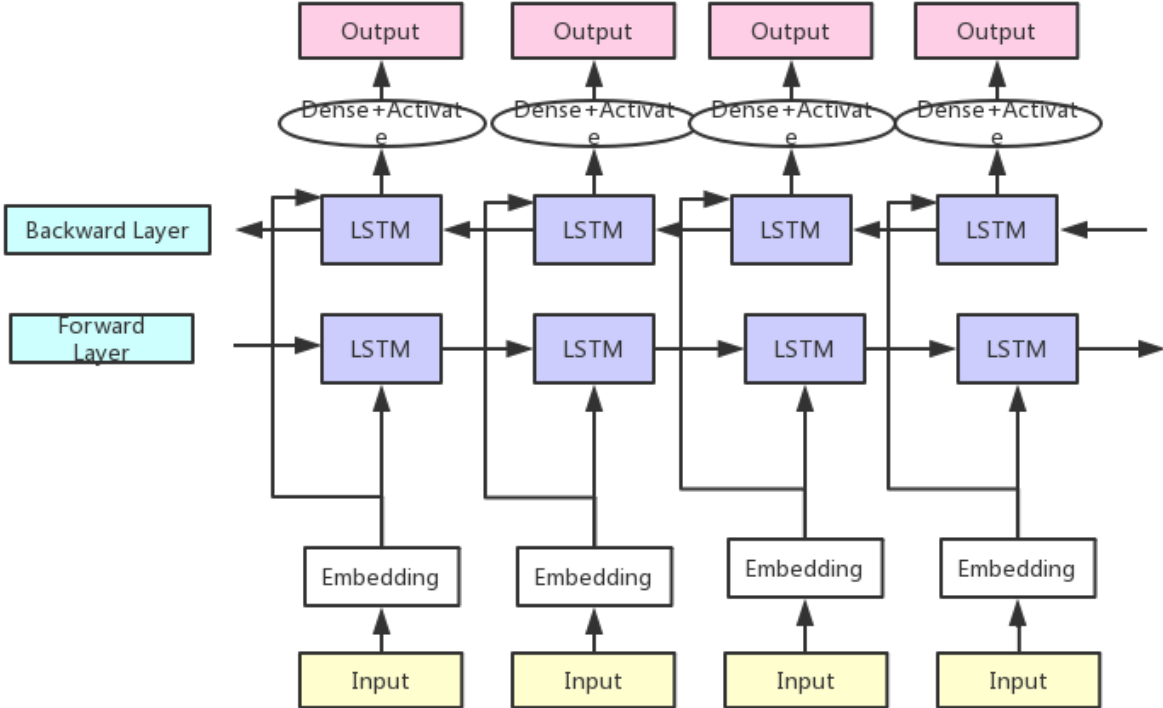 Output
Output
Output
Output
Dense+Activat
e
Dense+Activat
e
Dense+Activat
e
Dense+Activat
e
Backward Layer
LSTM
LSTM
LSTM
LSTM
Forward
Layer
LSTM
LSTM
LSTM
LSTM
Embedding
Embedding
Embedding
Embedding
Input
Input
Input
Input